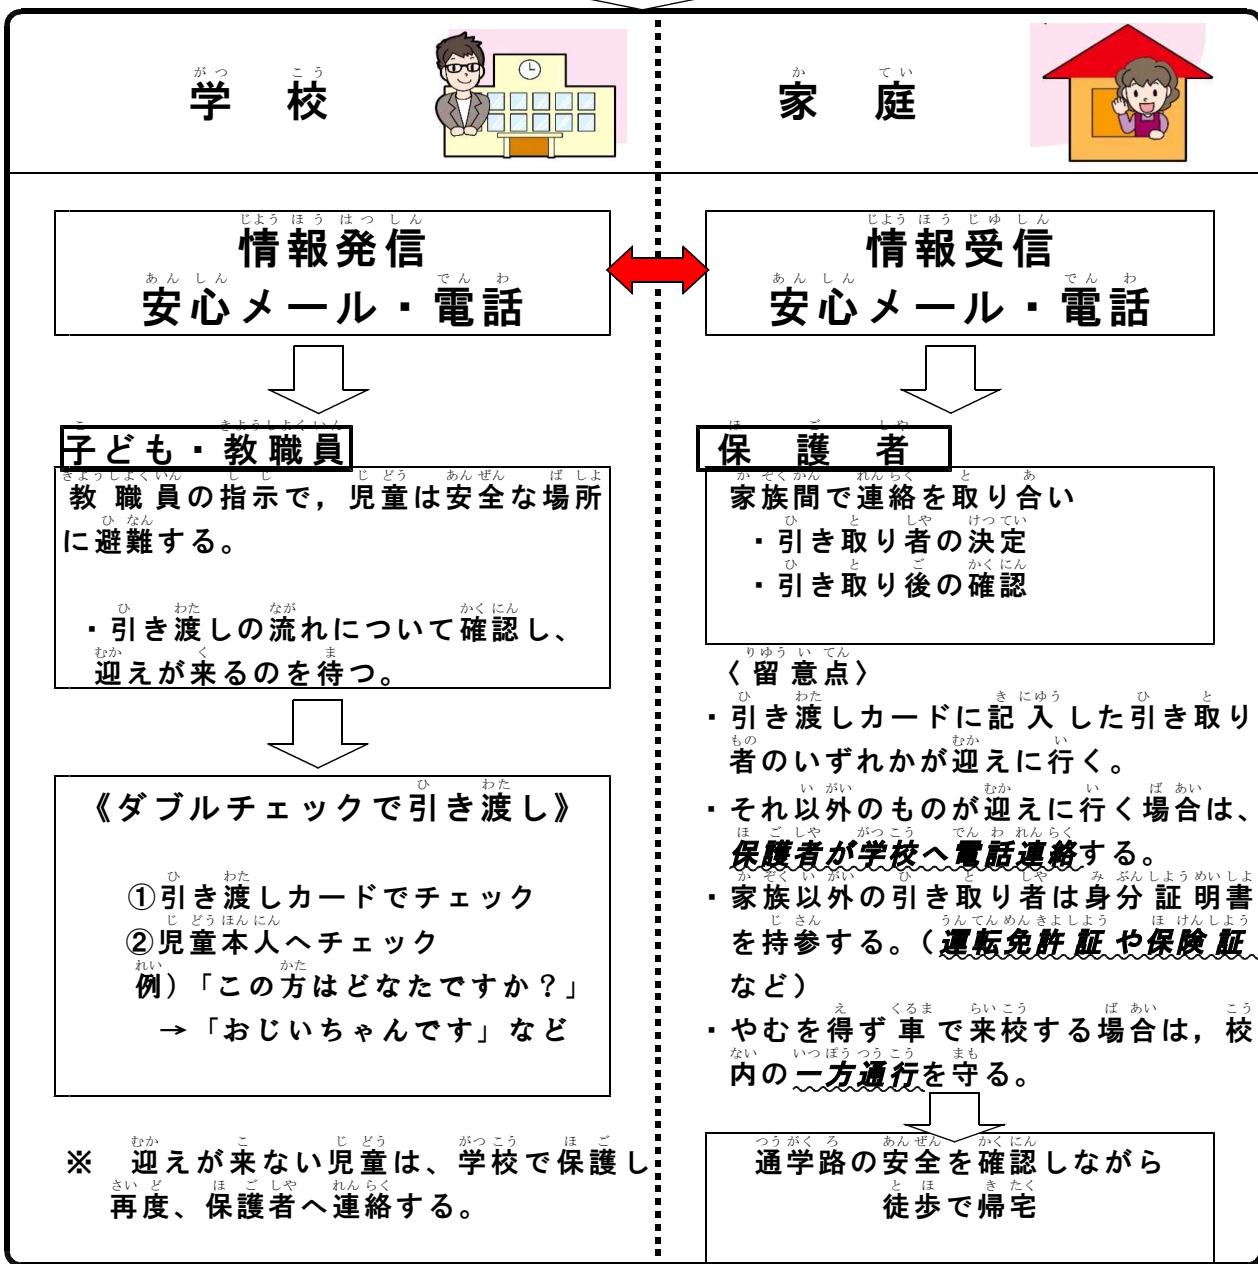 学校
情報発信
安心メール・電話
子ども・教職員
教職員の指示で，児童は安全な場所
に避難する。
・引き渡しの流れについて確認し、
迎えが来るのを待つ。
《ダブルチェックで引き渡し》
①引き渡しカードでチェック
②児童本人へチェック
例）「この方はどなたですか？」
→「おじいちゃんです」など
※　迎えが来ない児童は、学校で保護し
再度、保護者へ連絡する。
家庭
情報受信
安心メール・電話
保護者
家族間で連絡を取り合い
・引き取り者の決定
・引き取り後の確認
〈留意点〉
・引き渡しカードに記入した引き取り
者のいずれかが迎えに行く。
・それ以外のものが迎えに行く場合は、
保護者が学校へ電話連絡する。
・家族以外の引き取り者は身分証明書
を持参する。（運転免許証や保険証
など）
・やむを得ず車で来校する場合は，校
内の一方通行を守る。
通学路の安全を確認しながら
徒歩で帰宅